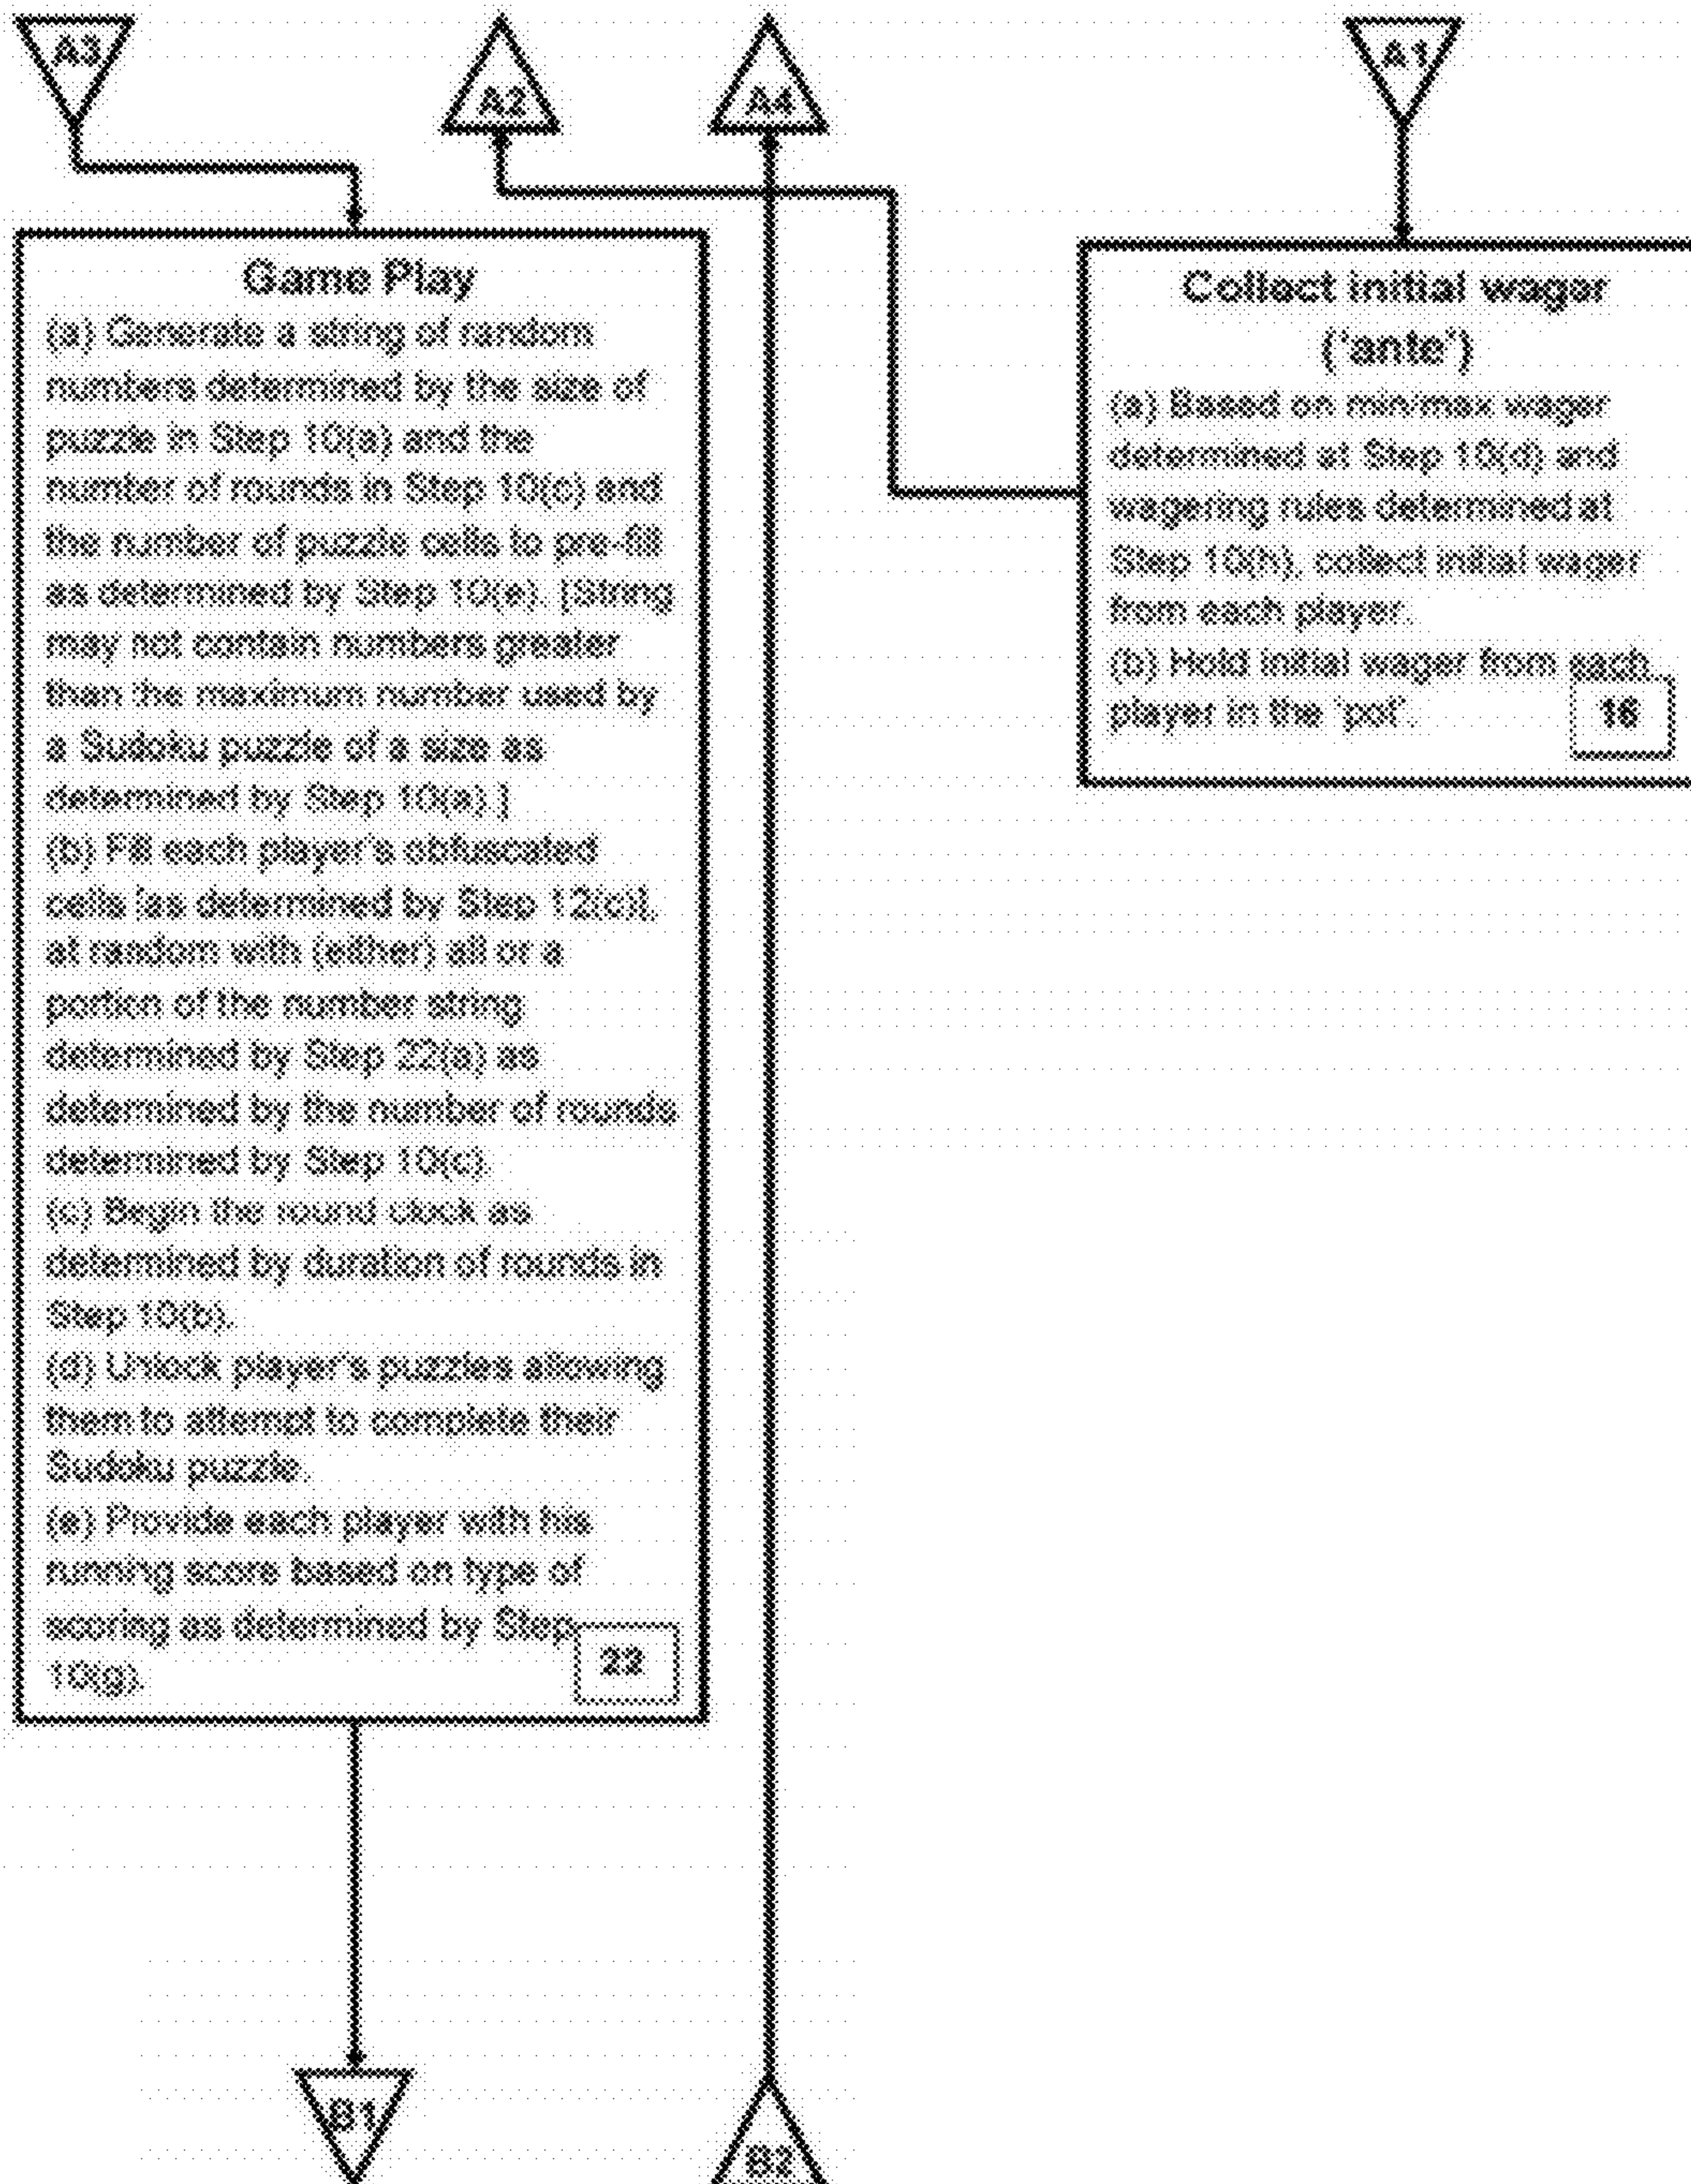 A3
A2
A4
A1
Game Play
(a) Generate a string of random
numbers determined by the size of
puzzle in Step 10(a) and the
number of rounds in Step 10(c) and
the number of puzzle cells to pre-fill
as determined by Step 10(e). [String
may not contain numbers greater
than the maximum number used by
a Sudoku puzzle of a size as
determined by Step 10(a).]
(b) Fill each player's obfuscated
cells [as determined by Step 12(c)],
at random with (either) all or a
portion of the number string
determined by Step 22(a) as
determined by the number of rounds
determined by Step 10(c).
(c) Begin the round clock as
determined by duration of rounds in
Step 10(b).
(d) Unlock player's puzzles allowing
them to attempt to complete their
Sudoku puzzle.
(e) Provide each player with his
running score based on type of
scoring as determined by Step
10(g).
22
Collect initial wager
('ante')
(a) Based on min/max wager
determined at Step 10(d) and
wagering rules determined at
Step 10(h), collect initial wager
from each player.
(b) Hold initial wager from each
player in the 'pot'.
16
B1
B2